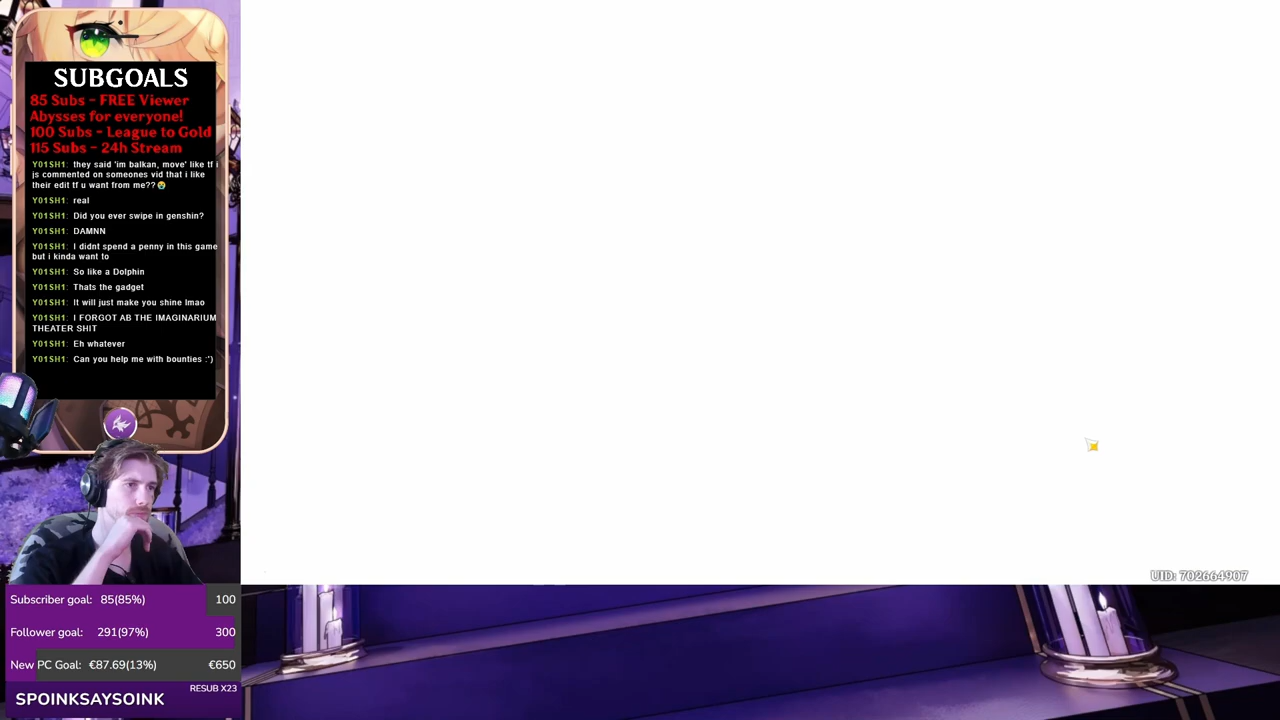 SUBGOALS
85 Subs - FREE Viewer
Abysses for everyone!
100 Subs - League to Gold
115 Subs - 24h Stream
Y01SH1: they said 'im balkan, move' like tf i
js commented on someones vid that i like
their edit tf u want from me??😭
Y01SH1: real
Y01SH1: Did you ever swipe in genshin?
Y01SH1: DAMNN
Y01SH1: I didnt spend a penny in this game
but i kinda want to
Y01SH1: So like a Dolphin
Y01SH1: Thats the gadget
Y01SH1: It will just make you shine lmao
Y01SH1: I FORGOT AB THE IMAGINARIUM
THEATER SHIT
Y01SH1: Eh whatever
Y01SH1: Can you help me with bounties :')
UID: 702664907
Subscriber goal: 85(85%) 100
Follower goal: 291(97%) 300
New PC Goal: €87.69(13%) €650
SPOINKSAYSOINK RESUB X23